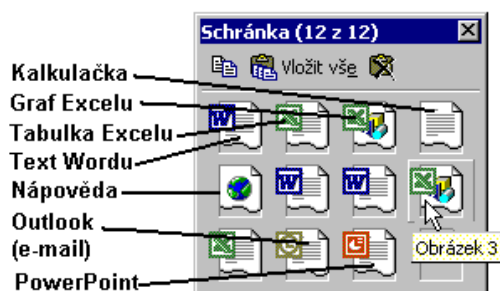 Schránka (12 z 12)
Vložit vše
Kalkulačka
Graf Excelu
Tabulka Excelu
Text Wordu
Nápověda
Outlook
(e-mail)
PowerPoint
Obrázek 3